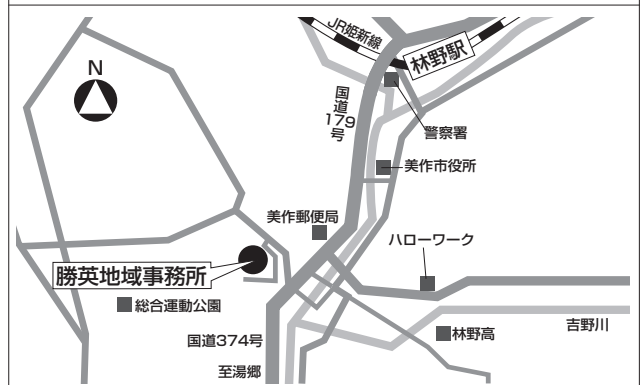 JR姫新線
林野駅
N
国道179号
警察署
美作市役所
美作郵便局
ハローワーク
勝英地域事務所
総合運動公園
国道374号
林野高
吉野川
至湯郷